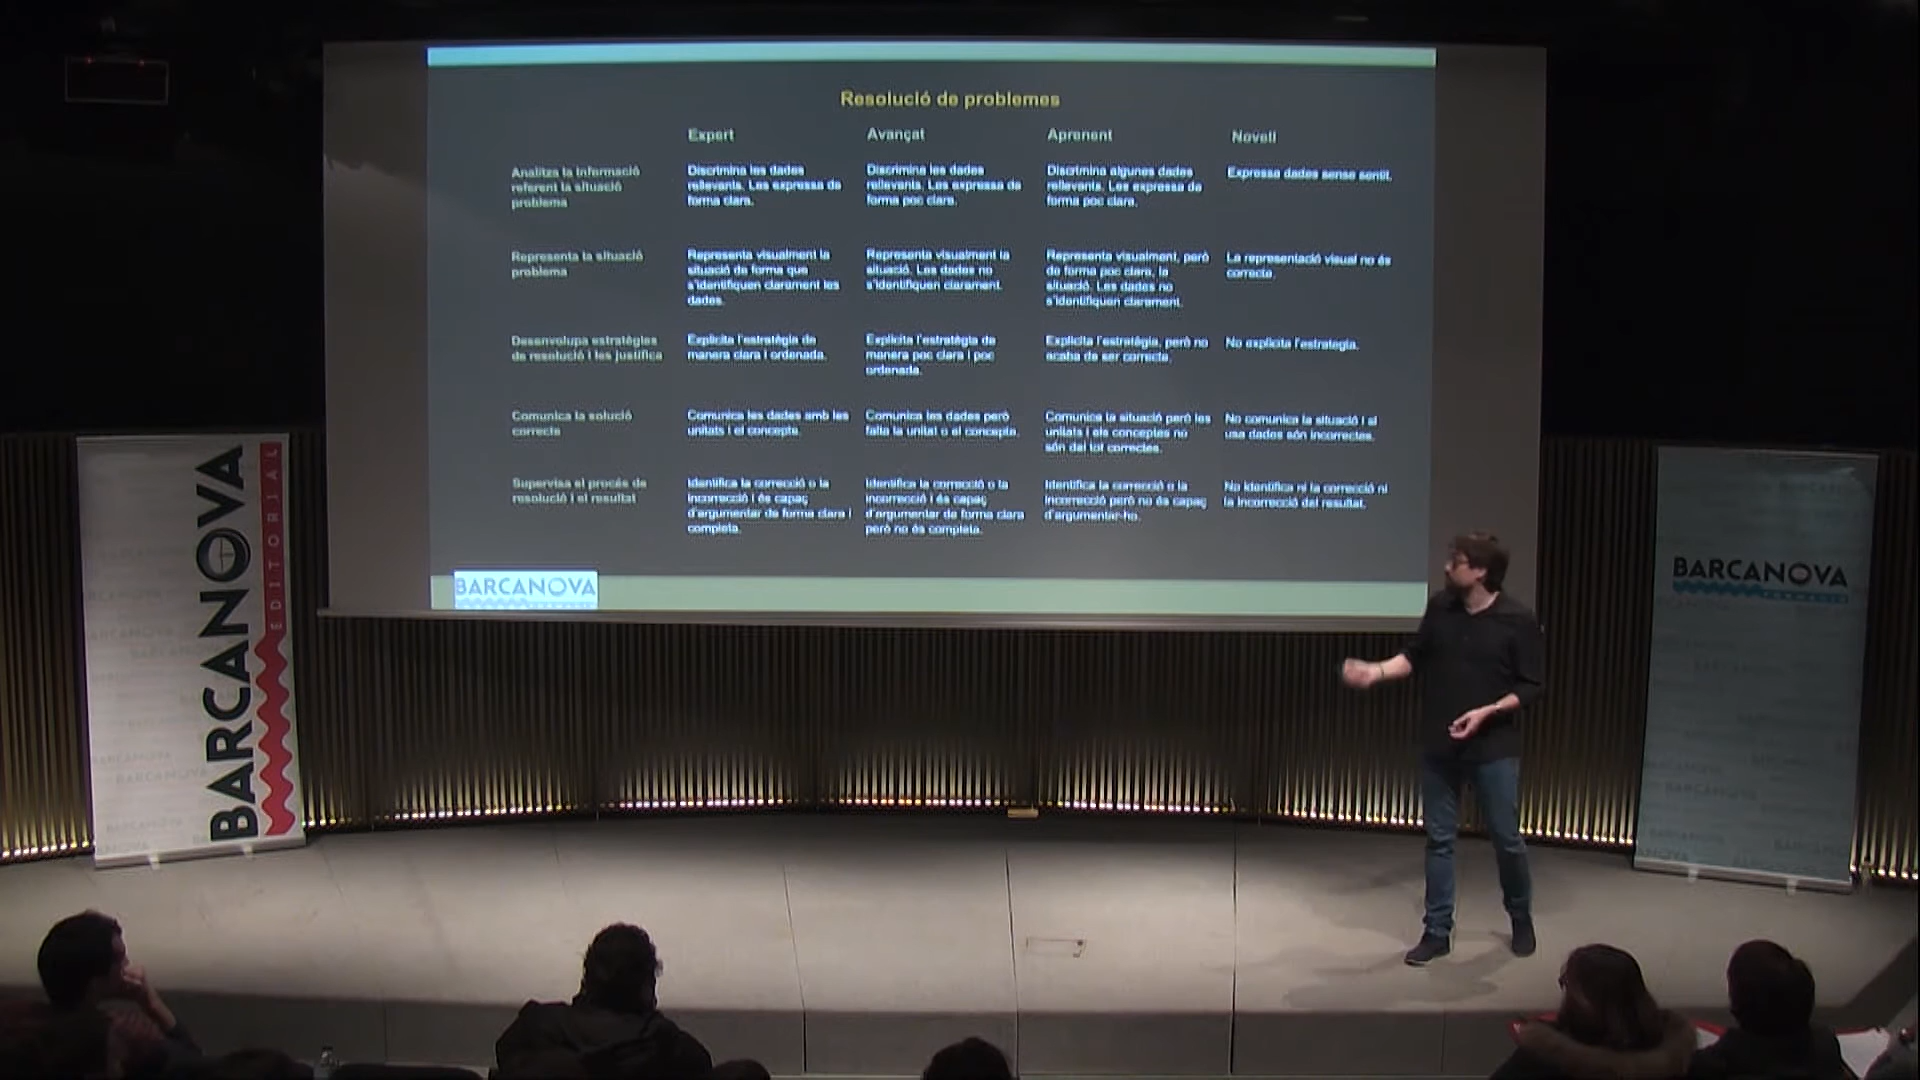 Resolució de problemes
Expert
Avançat
Aprenent
Novell
Analitza la informació
referent la situació
problema
Discrimina les dades
rellevants. Les expressa de
forma clara.
Discrimina les dades
rellevants. Les expressa de
forma poc clara.
Discrimina algunes dades
rellevants. Les expressa de
forma poc clara.
Expressa dades sense sentit.
Representa la situació
problema
Representa visualment la
situació de forma que
s'identifiquen clarament les
dades.
Representa visualment la
situació. Les dades no
s'identifiquen clarament.
Representa visualment, però
de forma poc clara, la
situació. Les dades no
s'identifiquen clarament.
La representació visual no és
correcte.
Desenvolupa estratègies
de resolució i les justifica
Explicita l'estratègia de
manera clara i ordenada.
Explicita l'estratègia de
manera poc clara i poc
ordenada.
Explicita l'estratègia, però no
acaba de ser correcte.
No explicita l'estrategia.
Comunica la solució
correcte
Comunica les dades amb les
unitats i el concepte.
Comunica les dades però
falta la unitat o el concepte.
Comunica la situació però les
unitats i els conceptes no
són del tot correctes.
No comunica la situació i si
usa dades són incorrectes.
Supervisa el procés de
resolució i el resultat
Identifica la correcció o la
incorrecció i és capaç
d'argumentar de forma clara i
completa.
Identifica la correcció o la
incorrecció i és capaç
d'argumentar de forma clara
però no és completa.
Identifica la correcció o la
incorrecció però no és capaç
d'argumentar-ho.
No identifica ni la correcció ni
la incorrecció del resultat.
BARCANOVA
BARCANOVA
EDITORIAL
BARCANOVA
FORMACIÓ